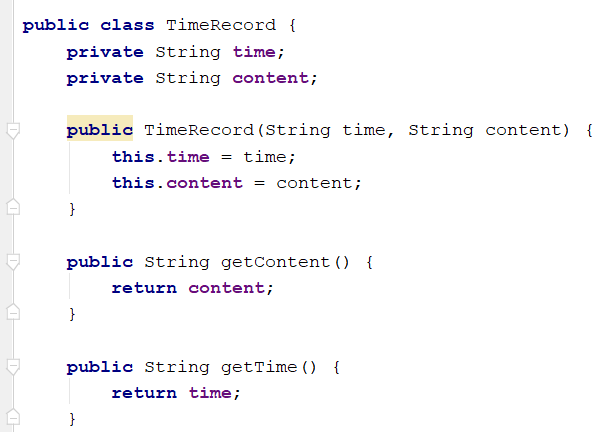 public class TimeRecord {
    private String time;
    private String content;

    public TimeRecord(String time, String content) {
        this.time = time;
        this.content = content;
    }

    public String getContent() {
        return content;
    }

    public String getTime() {
        return time;
    }